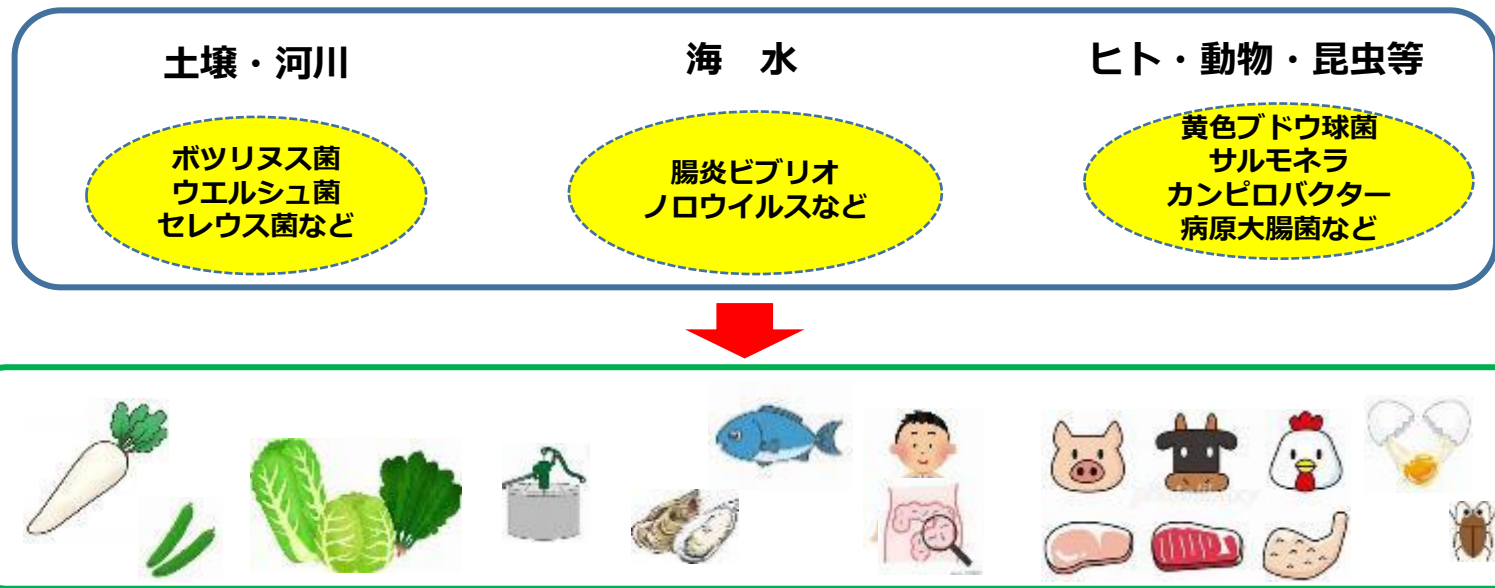 土壌・河川
ボツリヌス菌
ウエルシュ菌
セレウス菌など
海　水
腸炎ビブリオ
ノロウイルスなど
ヒト・動物・昆虫等
黄色ブドウ球菌
サルモネラ
カンピロバクター
病原大腸菌など